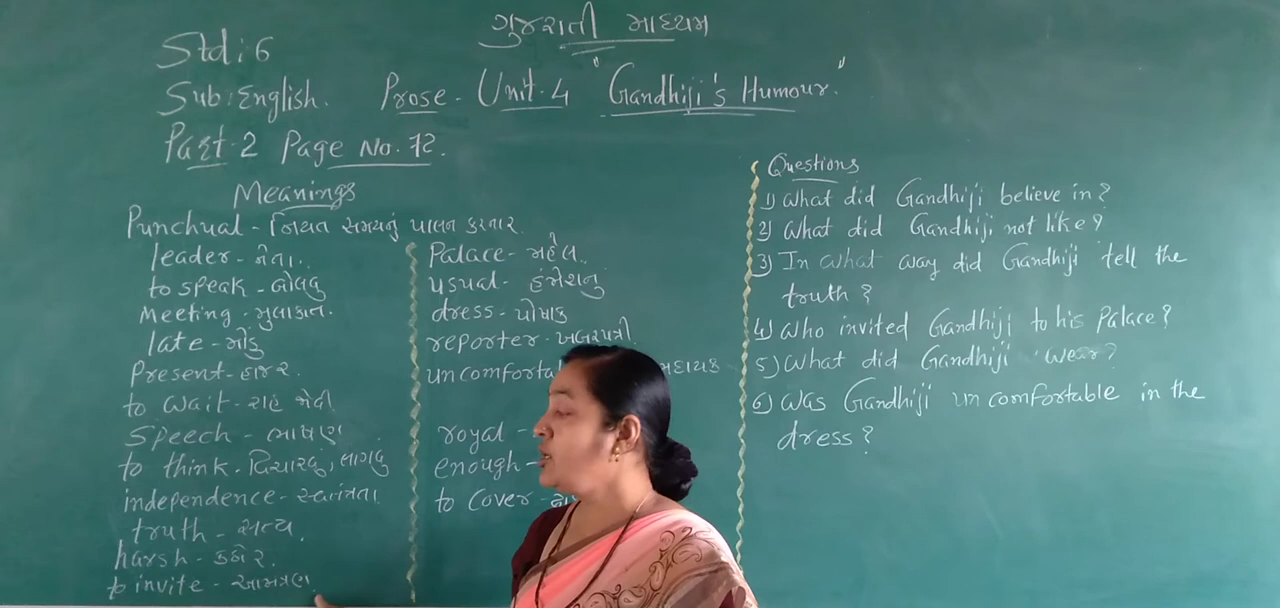 ગુજરાતી માધ્યમ
Std: 6
Sub: English. Prose - Unit. 4 "Gandhiji's Humour."
Part-2 Page No. 72.
Meanings
Punchual - નિયત સમયનું પાલન કરનાર.
leader - નેતા.
to speak - બોલવું
Meeting - મુલાકાત.
late - મોડું
Present - હાજર.
to wait - રાહ જોવી
Speech - ભાષણ
to think - વિચારવું, લાગવું
independence - સ્વતંત્રતા
truth - સત્ય.
harsh - કઠોર.
to invite - આમત્રણ
Palace - મહેલ.
usual - હંમેશનું
dress - પોષાક
reporter - ખબરપત્રી.
uncomforta
royal -
enough -
to cover -
Questions
1) What did Gandhiji believe in?
2) What did Gandhiji not like?
3) In what way did Gandhiji tell the
truth?
4) Who invited Gandhiji to his Palace?
5) What did Gandhiji wear?
6) Was Gandhiji uncomfortable in the
dress?